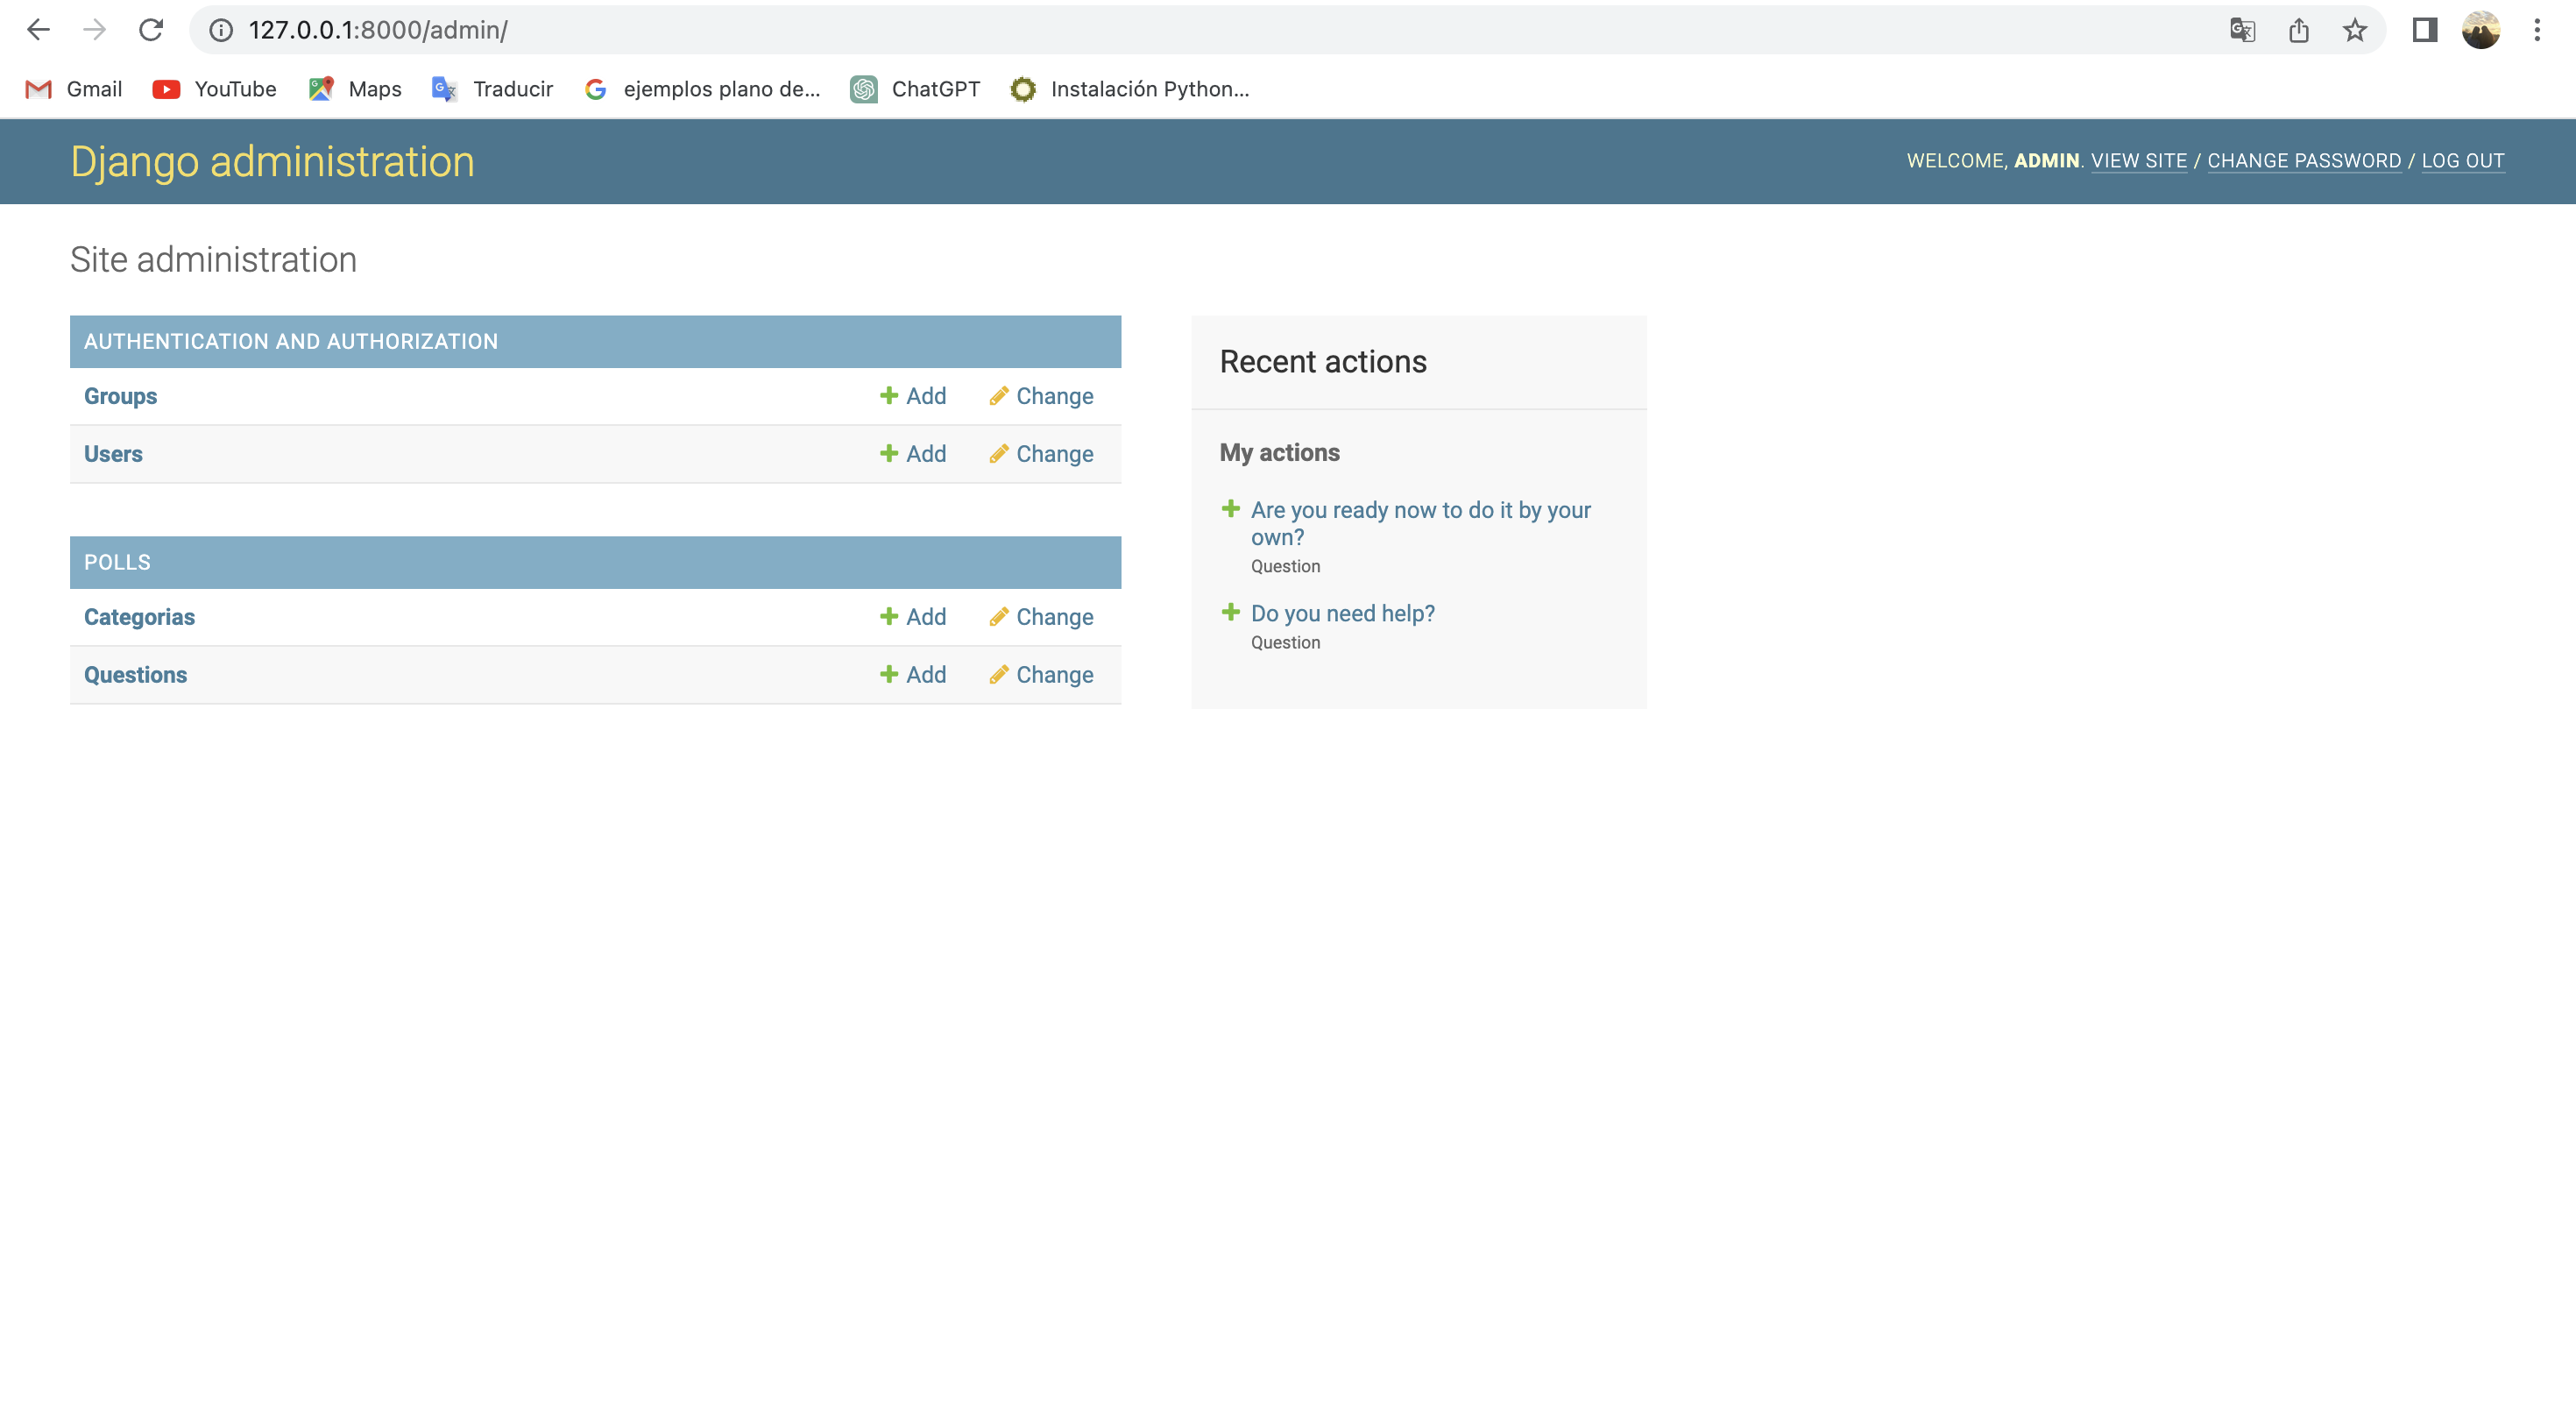 127.0.0.1:8000/admin/
Gmail YouTube Maps Traducir ejemplos plano de... ChatGPT Instalación Python...
Django administration
WELCOME, ADMIN. VIEW SITE / CHANGE PASSWORD / LOG OUT
Site administration
AUTHENTICATION AND AUTHORIZATION
Groups Add Change
Users Add Change
POLLS
Categorias Add Change
Questions Add Change
Recent actions
My actions
Are you ready now to do it by your
own?
Question
Do you need help?
Question